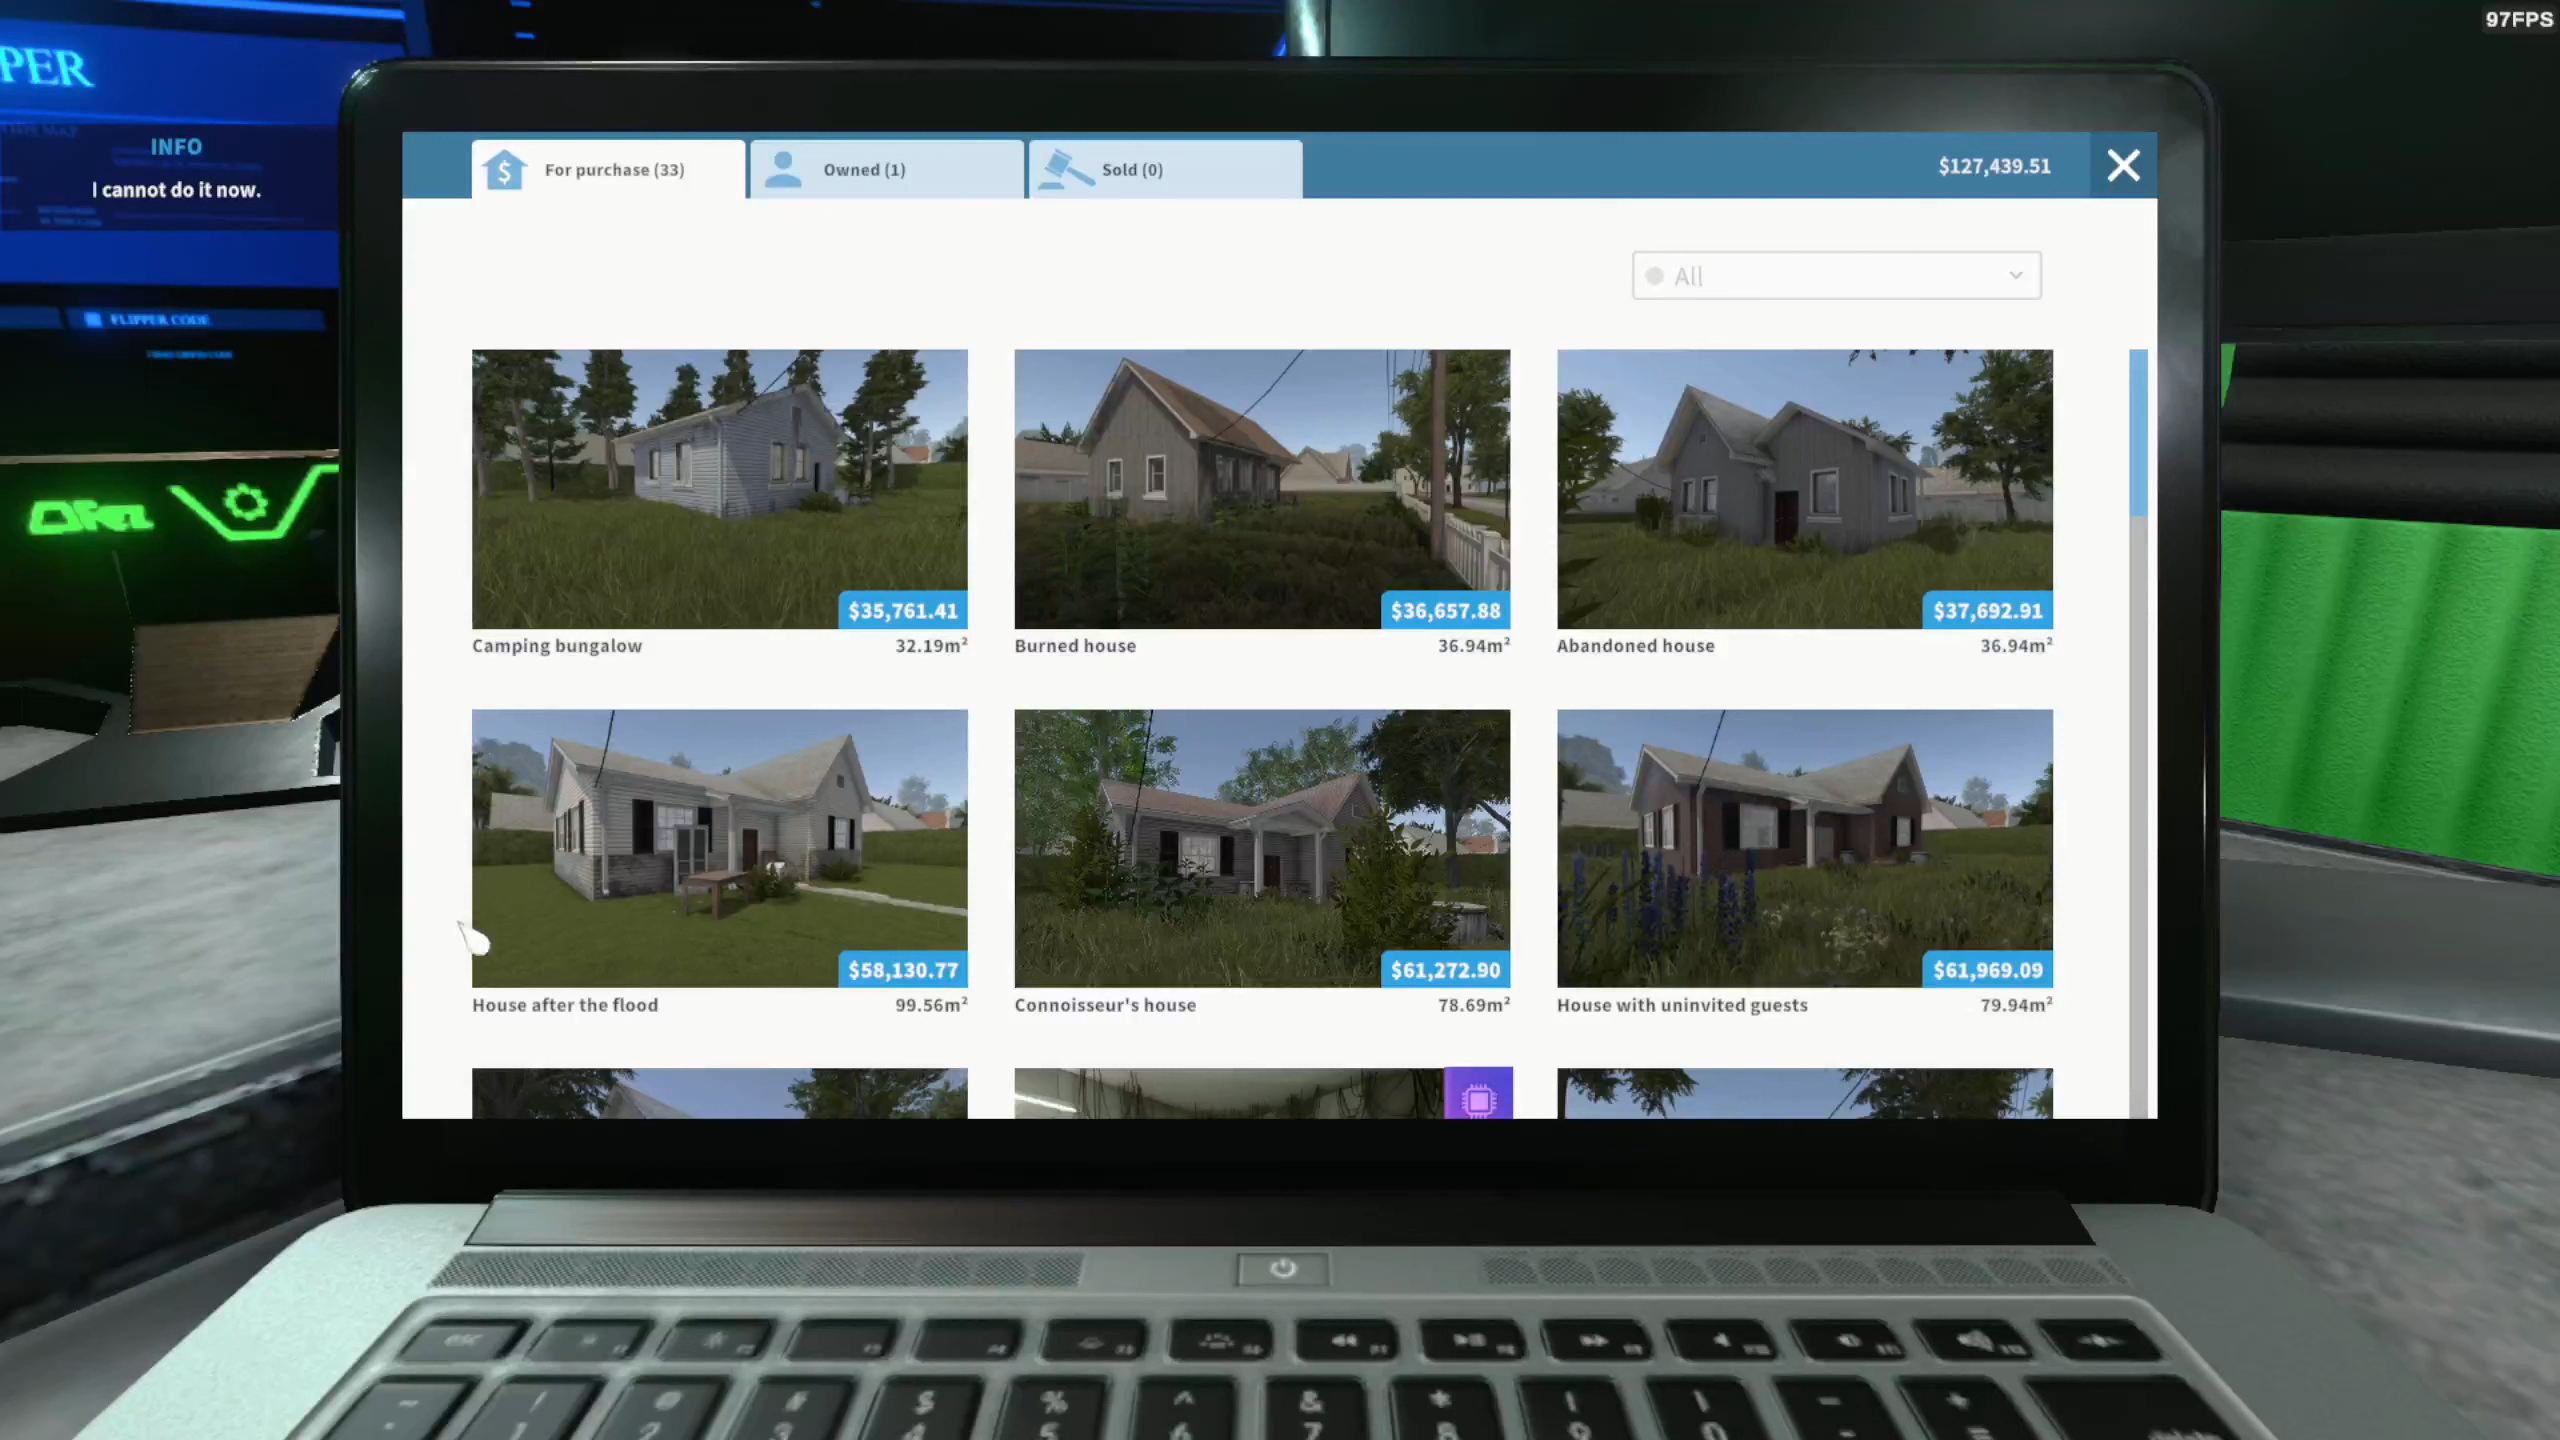 97FPS
PER
INFO
I cannot do it now.
FLIPPER CODE
For purchase (33)
Owned (1)
Sold (0)
$127,439.51
All
$35,761.41
Camping bungalow 32.19m²
$36,657.88
Burned house 36.94m²
$37,692.91
Abandoned house 36.94m²
$58,130.77
House after the flood 99.56m²
$61,272.90
Connoisseur's house 78.69m²
$61,969.09
House with uninvited guests 79.94m²
esc